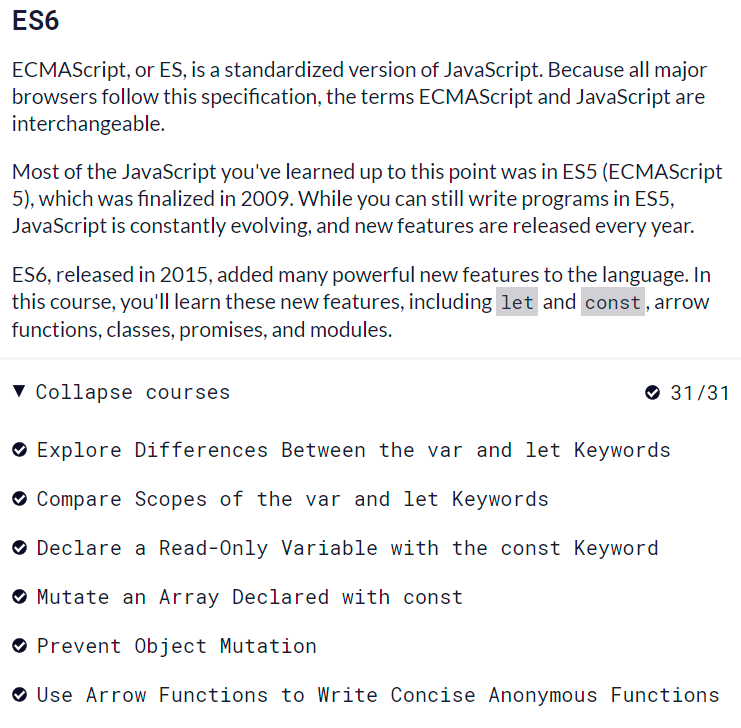 ES6
ECMAScript, or ES, is a standardized version of JavaScript. Because all major
browsers follow this specification, the terms ECMAScript and JavaScript are
interchangeable.
Most of the JavaScript you've learned up to this point was in ES5 (ECMAScript
5), which was finalized in 2009. While you can still write programs in ES5,
JavaScript is constantly evolving, and new features are released every year.
ES6, released in 2015, added many powerful new features to the language. In
this course, you'll learn these new features, including let and const, arrow
functions, classes, promises, and modules.
Collapse courses 31/31
Explore Differences Between the var and let Keywords
Compare Scopes of the var and let Keywords
Declare a Read-Only Variable with the const Keyword
Mutate an Array Declared with const
Prevent Object Mutation
Use Arrow Functions to Write Concise Anonymous Functions